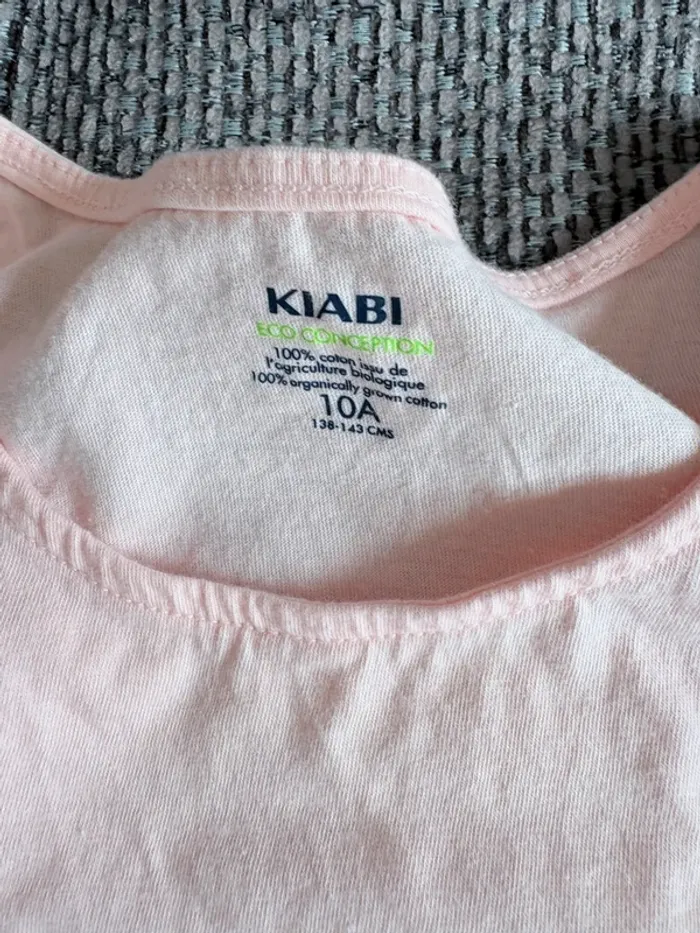 KIABI
ECO CONCEPTION
100% coton issu de
l'agriculture biologique
100% organically grown cotton
10A
138-143 CMS